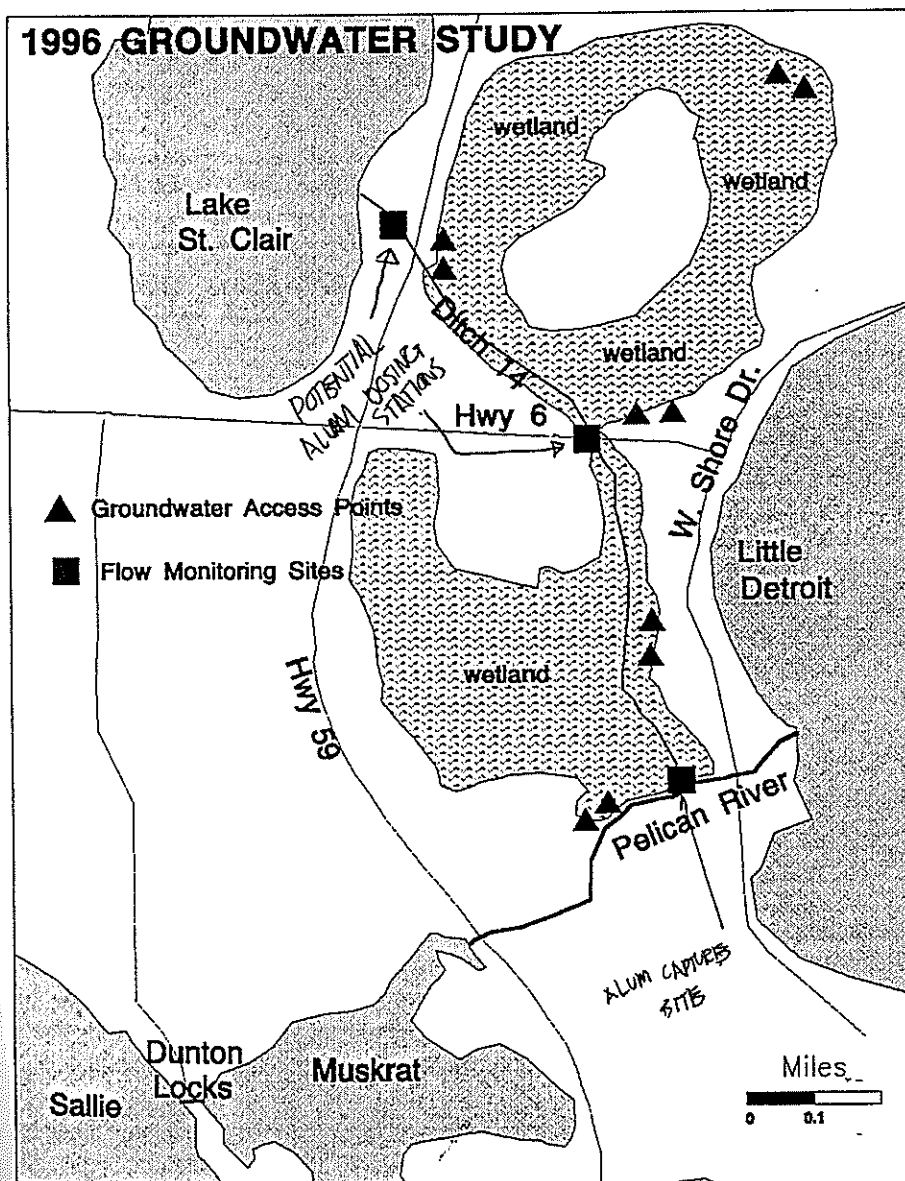 1996 GROUNDWATER STUDY
wetland
wetland
Lake
St. Clair
Ditch 14
wetland
POTENTIAL
ALUM DOSING
STATIONS
Hwy 6
W. Shore Dr.
Groundwater Access Points
Flow Monitoring Sites
Little
Detroit
wetland
Hwy 59
Pelican River
ALUM CAPTURE
SITE
Dunton
Locks
Muskrat
Sallie
Miles
0 0.1